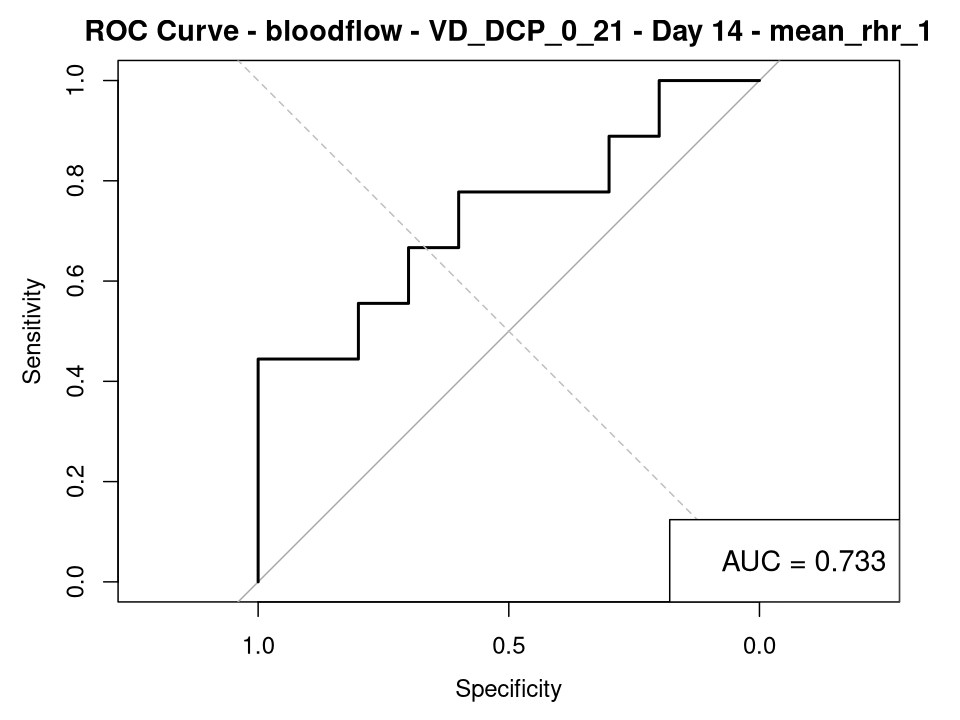 ROC Curve - bloodflow - VD_DCP_0_21 - Day 14 - mean_rhr_1
1.0
0.8
0.6
0.4
0.2
0.0
Sensitivity
AUC = 0.733
1.0 0.5 0.0
Specificity